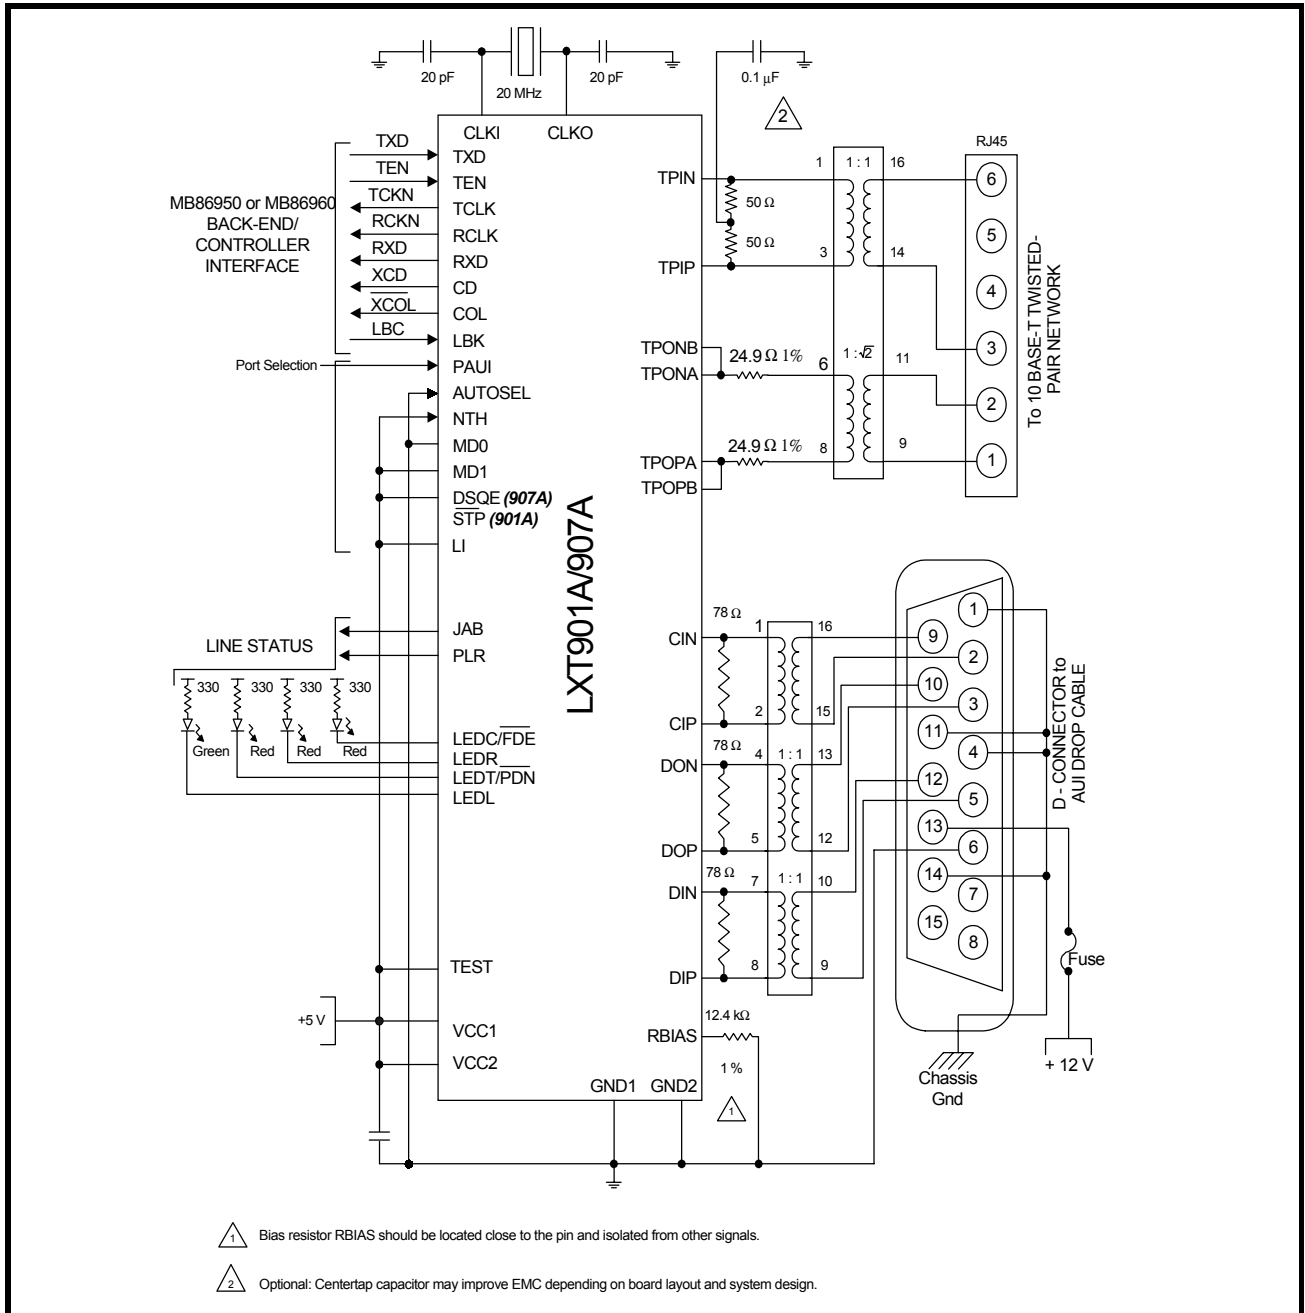 20 pF
20 MHz
20 pF
0.1 µF
2
CLKI
CLKO
MB86950 or MB86960
BACK-END/
CONTROLLER
INTERFACE
TXD
TEN
TCKN
RCKN
RXD
XCD
XCOL
LBC
Port Selection
TXD
TEN
TCLK
RCLK
RXD
CD
COL
LBK
PAUI
AUTOSEL
NTH
MD0
MD1
DSQE (907A)
STP (901A)
LI
LINE STATUS
JAB
PLR
330
330
330
330
Green
Red
Red
Red
LEDC/FDE
LEDR
LEDT/PDN
LEDL
TEST
+5 V
VCC1
VCC2
LXT901A/907A
GND1
GND2
TPIN
TPIP
TPONB
TPONA
TPOPA
TPOPB
50 Ω
50 Ω
24.9 Ω 1%
24.9 Ω 1%
1
1 : 1
16
3
14
6
1:√2
11
8
9
RJ45
6
5
4
3
2
1
To 10 BASE-T TWISTED-
PAIR NETWORK
CIN
CIP
DON
DOP
DIN
DIP
RBIAS
78 Ω
78 Ω
78 Ω
1
16
2
15
4
1 : 1
13
5
12
7
1 : 1
10
8
9
12.4 kΩ
1 %
1
1
9
2
10
3
11
4
12
5
13
6
14
7
15
8
D - CONNECTOR to
AUI DROP CABLE
Fuse
+ 12 V
Chassis
Gnd
1 Bias resistor RBIAS should be located close to the pin and isolated from other signals.
2 Optional: Centertap capacitor may improve EMC depending on board layout and system design.